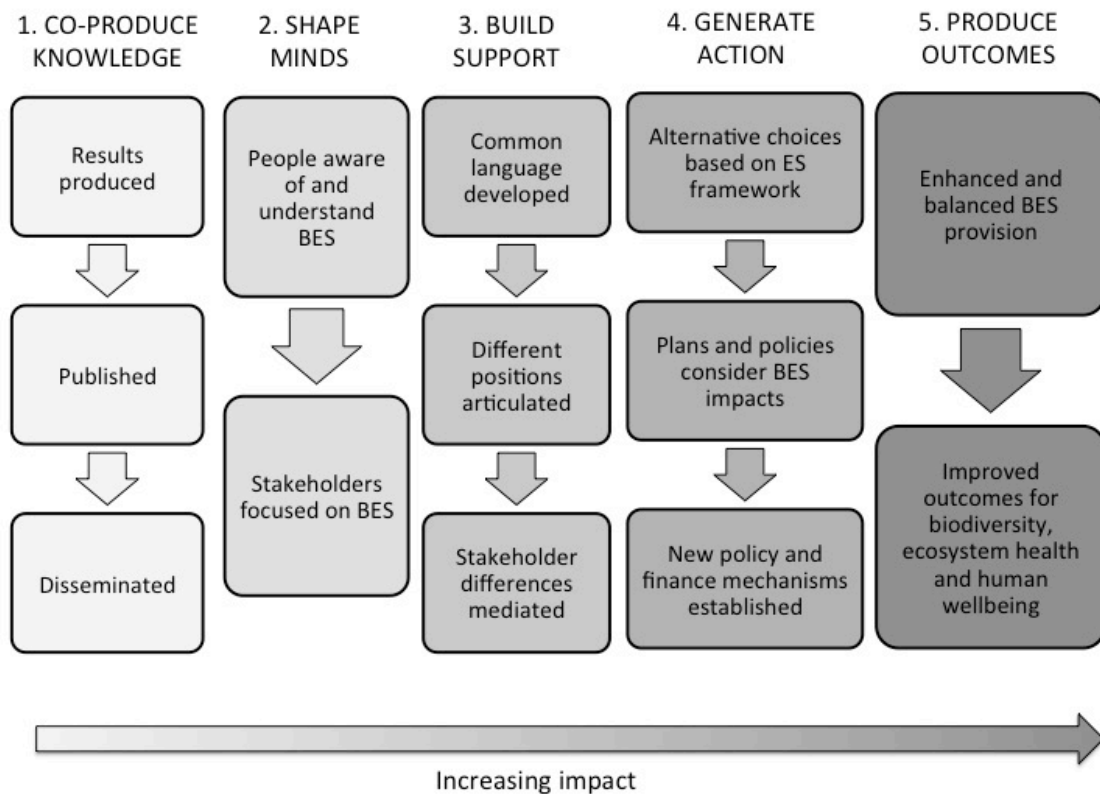 1. CO-PRODUCE
KNOWLEDGE
Results
produced
Published
Disseminated
2. SHAPE
MINDS
People aware
of and
understand
BES
Stakeholders
focused on BES
3. BUILD
SUPPORT
Common
language
developed
Different
positions
articulated
Stakeholder
differences
mediated
4. GENERATE
ACTION
Alternative choices
based on ES
framework
Plans and policies
consider BES
impacts
New policy and
finance mechanisms
established
5. PRODUCE
OUTCOMES
Enhanced and
balanced BES
provision
Improved
outcomes for
biodiversity,
ecosystem health
and human
wellbeing
Increasing impact